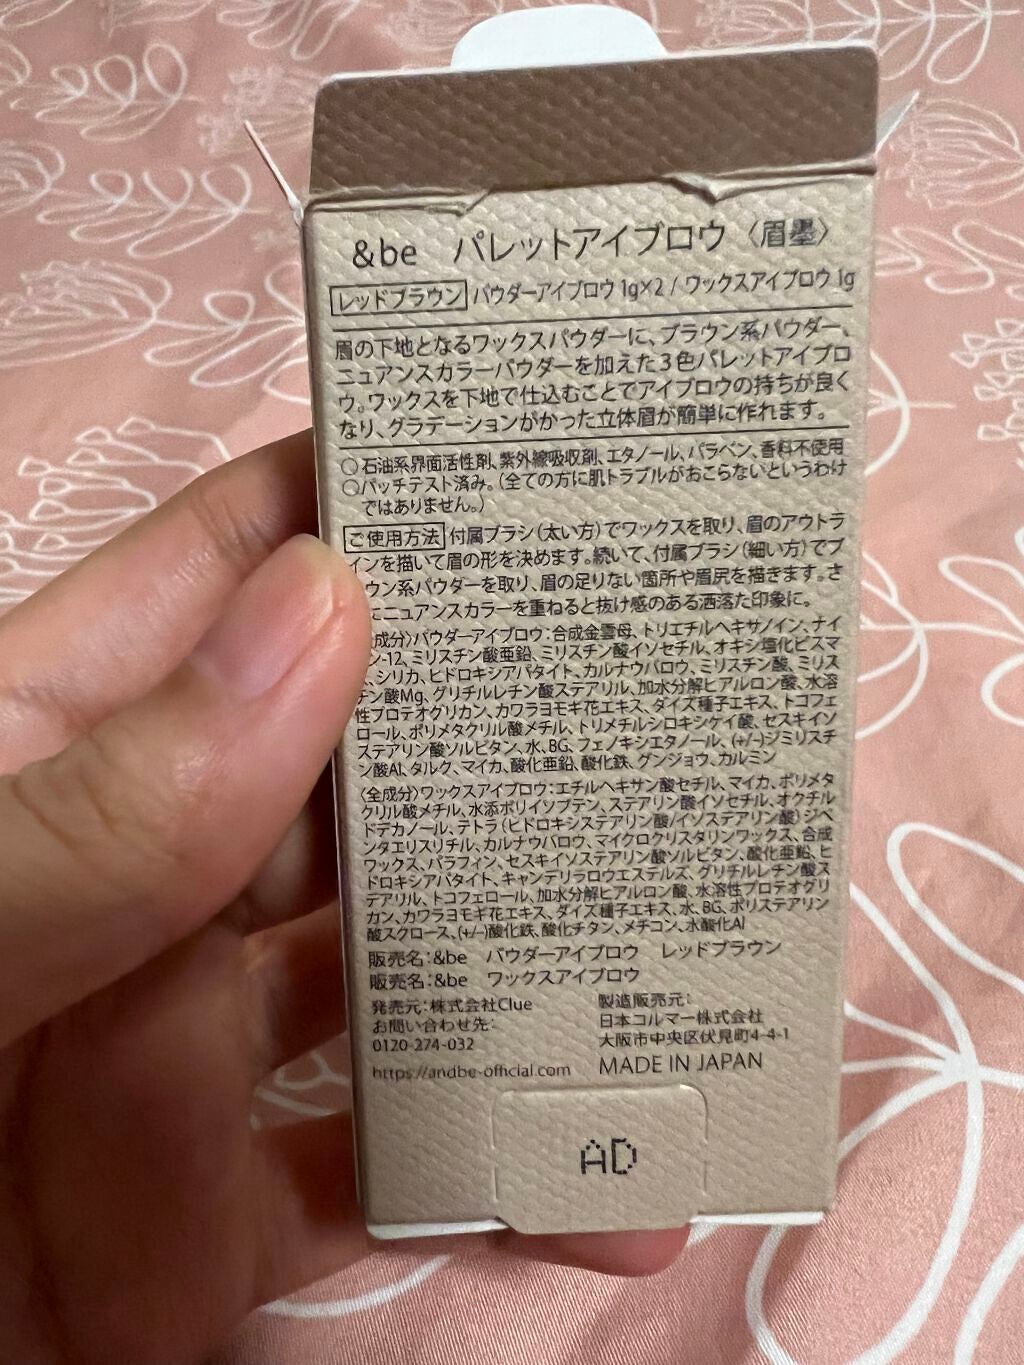 &be パレットアイブロウ〈眉墨〉
レッドブラウン パウダーアイブロウ 1g×2 / ワックスアイブロウ 1g
眉の下地となるワックスパウダーに、ブラウン系パウダー、
ニュアンスカラーパウダーを加えた3色パレットアイブロ
ウ。ワックスを下地で仕込むことでアイブロウの持ちが良く
なり、グラデーションがかった立体眉が簡単に作れます。
○石油系界面活性剤、紫外線吸収剤、エタノール、パラベン、香料不使用
○パッチテスト済み。(全ての方に肌トラブルがおこらないというわけ
ではありません。)
ご使用方法 付属ブラシ(太い方)でワックスを取り、眉のアウトラ
インを描いて眉の形を決めます。続いて、付属ブラシ(細い方)でブ
ウン系パウダーを取り、眉の足りない箇所や眉尻を描きます。さ
にニュアンスカラーを重ねると抜け感のある洒落た印象に。
成分〉パウダーアイブロウ:合成金雲母、トリエチルヘキサノイン、ナイ
ン-12、ミリスチン酸亜鉛、ミリスチン酸イソセチル、オキシ塩化ビスマ
、シリカ、ヒドロキシアパタイト、カルナウバロウ、ミリスチン酸、ミリス
チン酸Mg、グリチルレチン酸ステアリル、加水分解ヒアルロン酸、水溶
性プロテオグリカン、カワラヨモギ花エキス、ダイズ種子エキス、トコフェ
ロール、ポリメタクリル酸メチル、トリメチルシロキシケイ酸、セスキイソ
ステアリン酸ソルビタン、水、BG、フェノキシエタノール、(+/-)ジミリスチ
ン酸Al、タルク、マイカ、酸化亜鉛、酸化鉄、グンジョウ、カルミン
〈全成分〉ワックスアイブロウ:エチルヘキサン酸セチル、マイカ、ポリメタ
クリル酸メチル、水添ポリイソブテン、ステアリン酸イソセチル、オクチル
ドデカノール、テトラ(ヒドロキシステアリン酸/イソステアリン酸)ジペ
ンタエリスリチル、カルナウバロウ、マイクロクリスタリンワックス、合成
ワックス、パラフィン、セスキイソステアリン酸ソルビタン、酸化亜鉛、ヒ
ドロキシアパタイト、キャンデリラロウエステルズ、グリチルレチン酸ス
テアリル、トコフェロール、加水分解ヒアルロン酸、水溶性プロテオグリ
カン、カワラヨモギ花エキス、ダイズ種子エキス、水、BG、ポリステアリン
酸スクロース、(+/-)酸化鉄、酸化チタン、メチコン、水酸化Al
販売名:&be パウダーアイブロウ レッドブラウン
販売名:&be ワックスアイブロウ
発売元:株式会社Clue
お問い合わせ先:
0120-274-032
https://andbe-official.com
製造販売元:
日本コルマー株式会社
大阪市中央区伏見町4-4-1
MADE IN JAPAN
AD